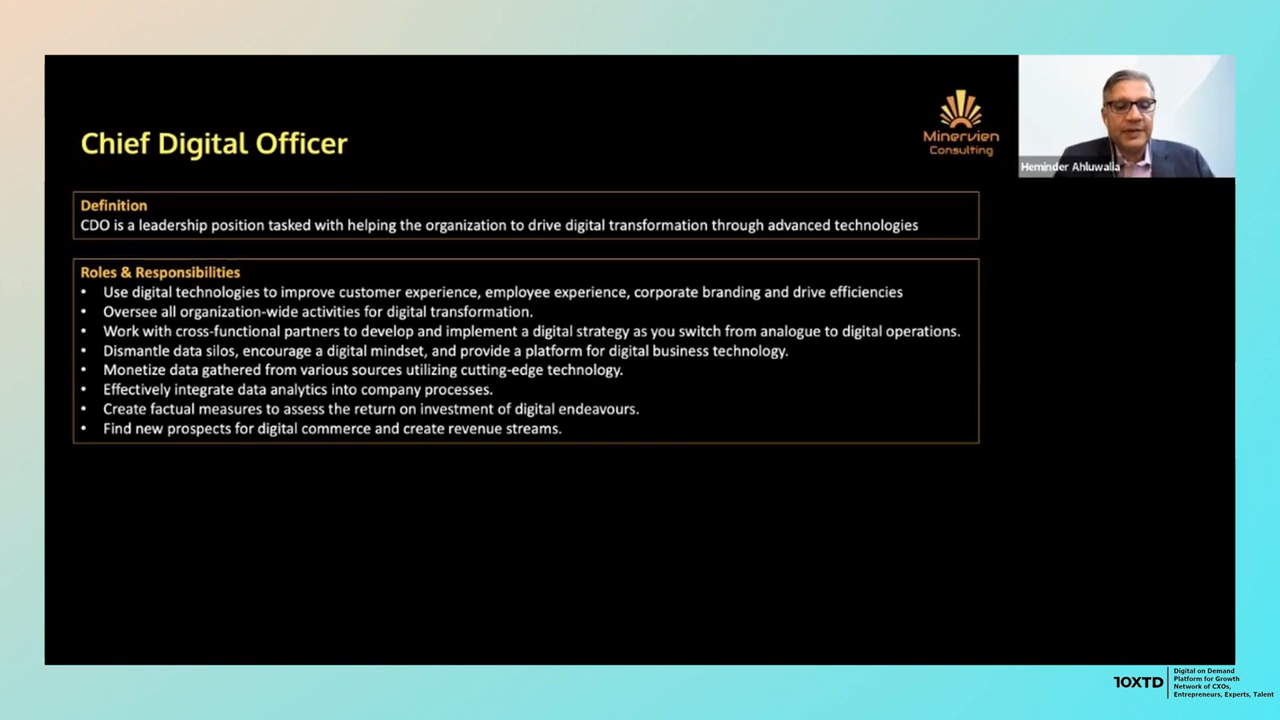 Chief Digital Officer
Minervien
Consulting
Heminder Ahluwalia
Definition
CDO is a leadership position tasked with helping the organization to drive digital transformation through advanced technologies
Roles & Responsibilities
• Use digital technologies to improve customer experience, employee experience, corporate branding and drive efficiencies
• Oversee all organization-wide activities for digital transformation.
• Work with cross-functional partners to develop and implement a digital strategy as you switch from analogue to digital operations.
• Dismantle data silos, encourage a digital mindset, and provide a platform for digital business technology.
• Monetize data gathered from various sources utilizing cutting-edge technology.
• Effectively integrate data analytics into company processes.
• Create factual measures to assess the return on investment of digital endeavours.
• Find new prospects for digital commerce and create revenue streams.
10XTD
Digital on Demand
Platform for Growth
Network of CXOs,
Entrepreneurs, Experts, Talent